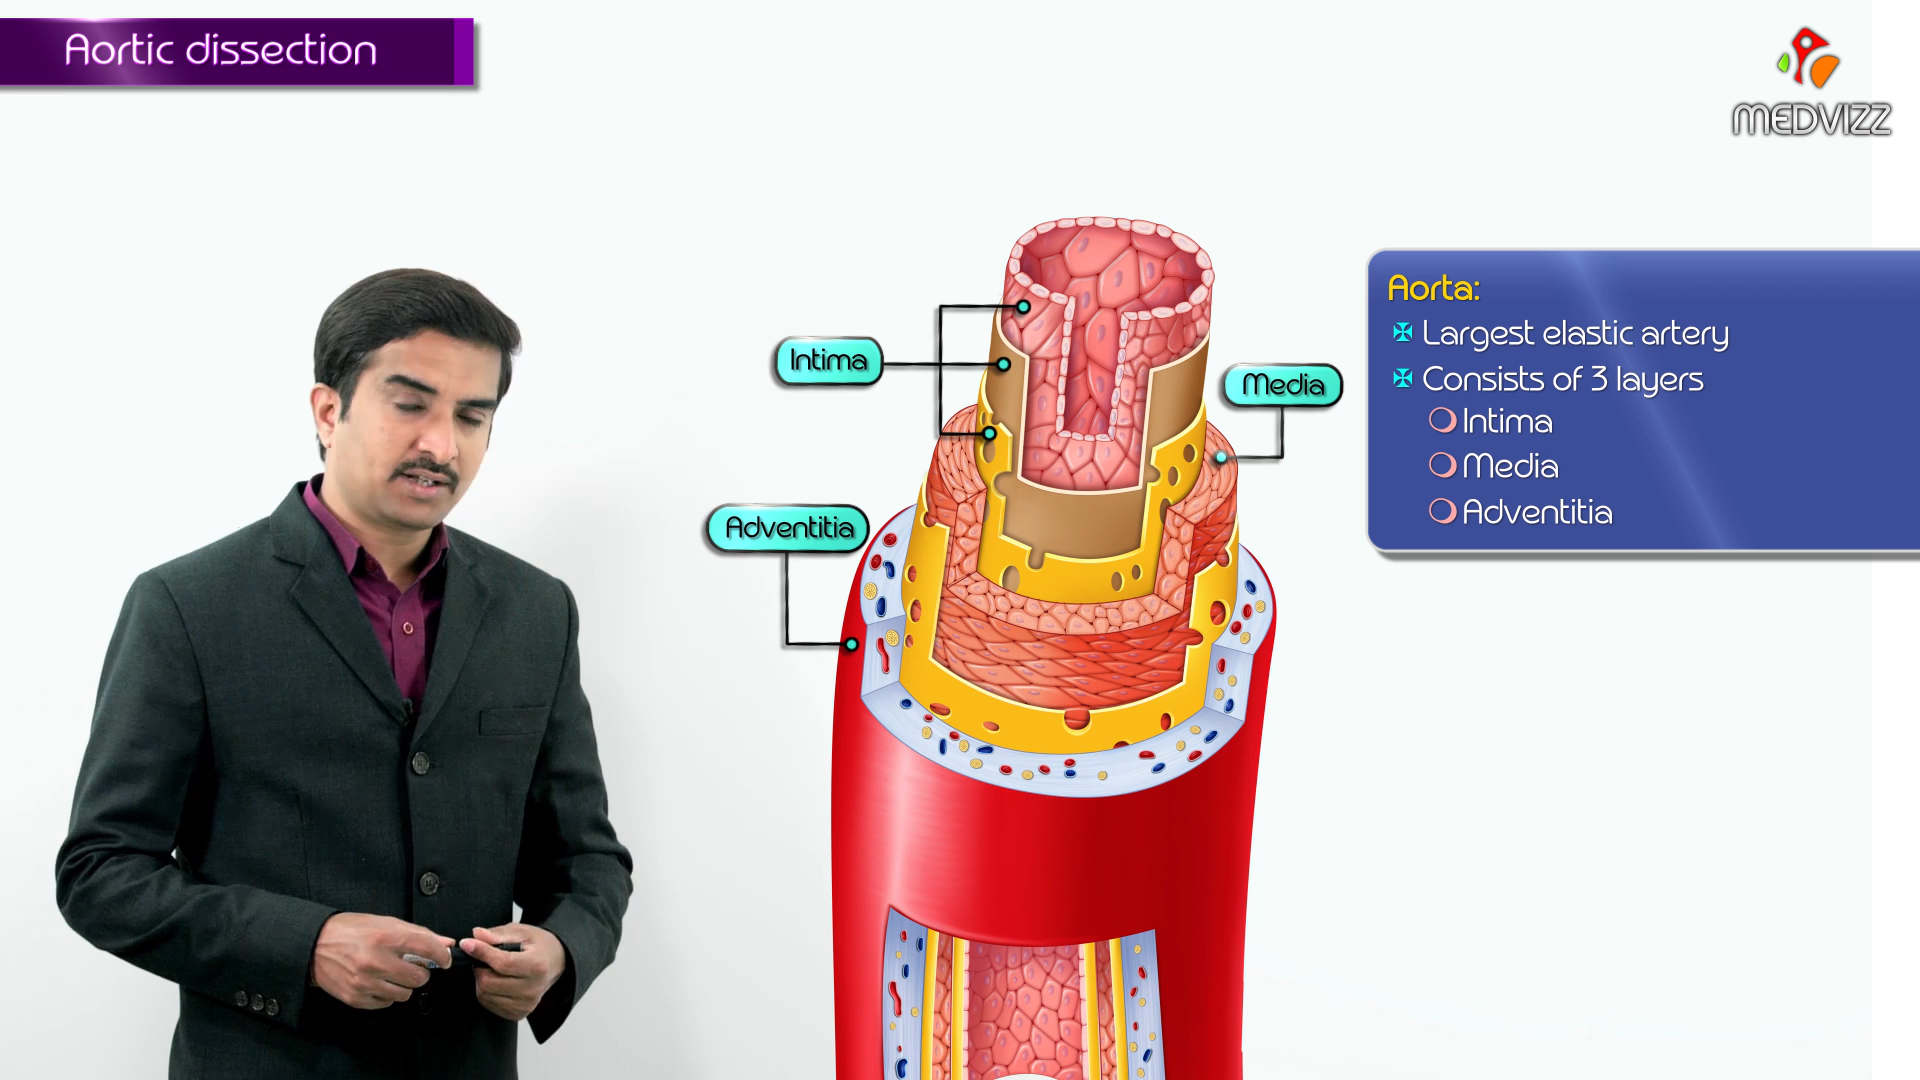 Aortic dissection
MEDVIZZ
Intima
Media
Adventitia
Aorta:
Largest elastic artery
Consists of 3 layers
Intima
Media
Adventitia